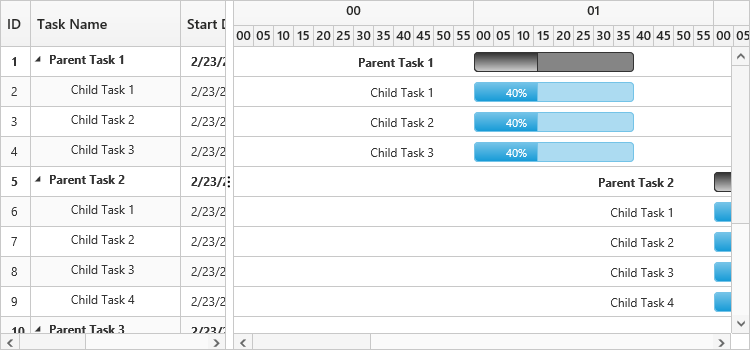 ID Task Name Start D 00 01
00 05 10 15 20 25 30 35 40 45 50 55 00 05 10 15 20 25 30 35 40 45 50 55 00 05
1 Parent Task 1 2/23/2 Parent Task 1
2 Child Task 1 2/23/2 Child Task 1 40%
3 Child Task 2 2/23/2 Child Task 2 40%
4 Child Task 3 2/23/2 Child Task 3 40%
5 Parent Task 2 2/23/2 Parent Task 2
6 Child Task 1 2/23/2 Child Task 1
7 Child Task 2 2/23/2 Child Task 2
8 Child Task 3 2/23/2 Child Task 3
9 Child Task 4 2/23/2 Child Task 4
10 Parent Task 3 2/23/2